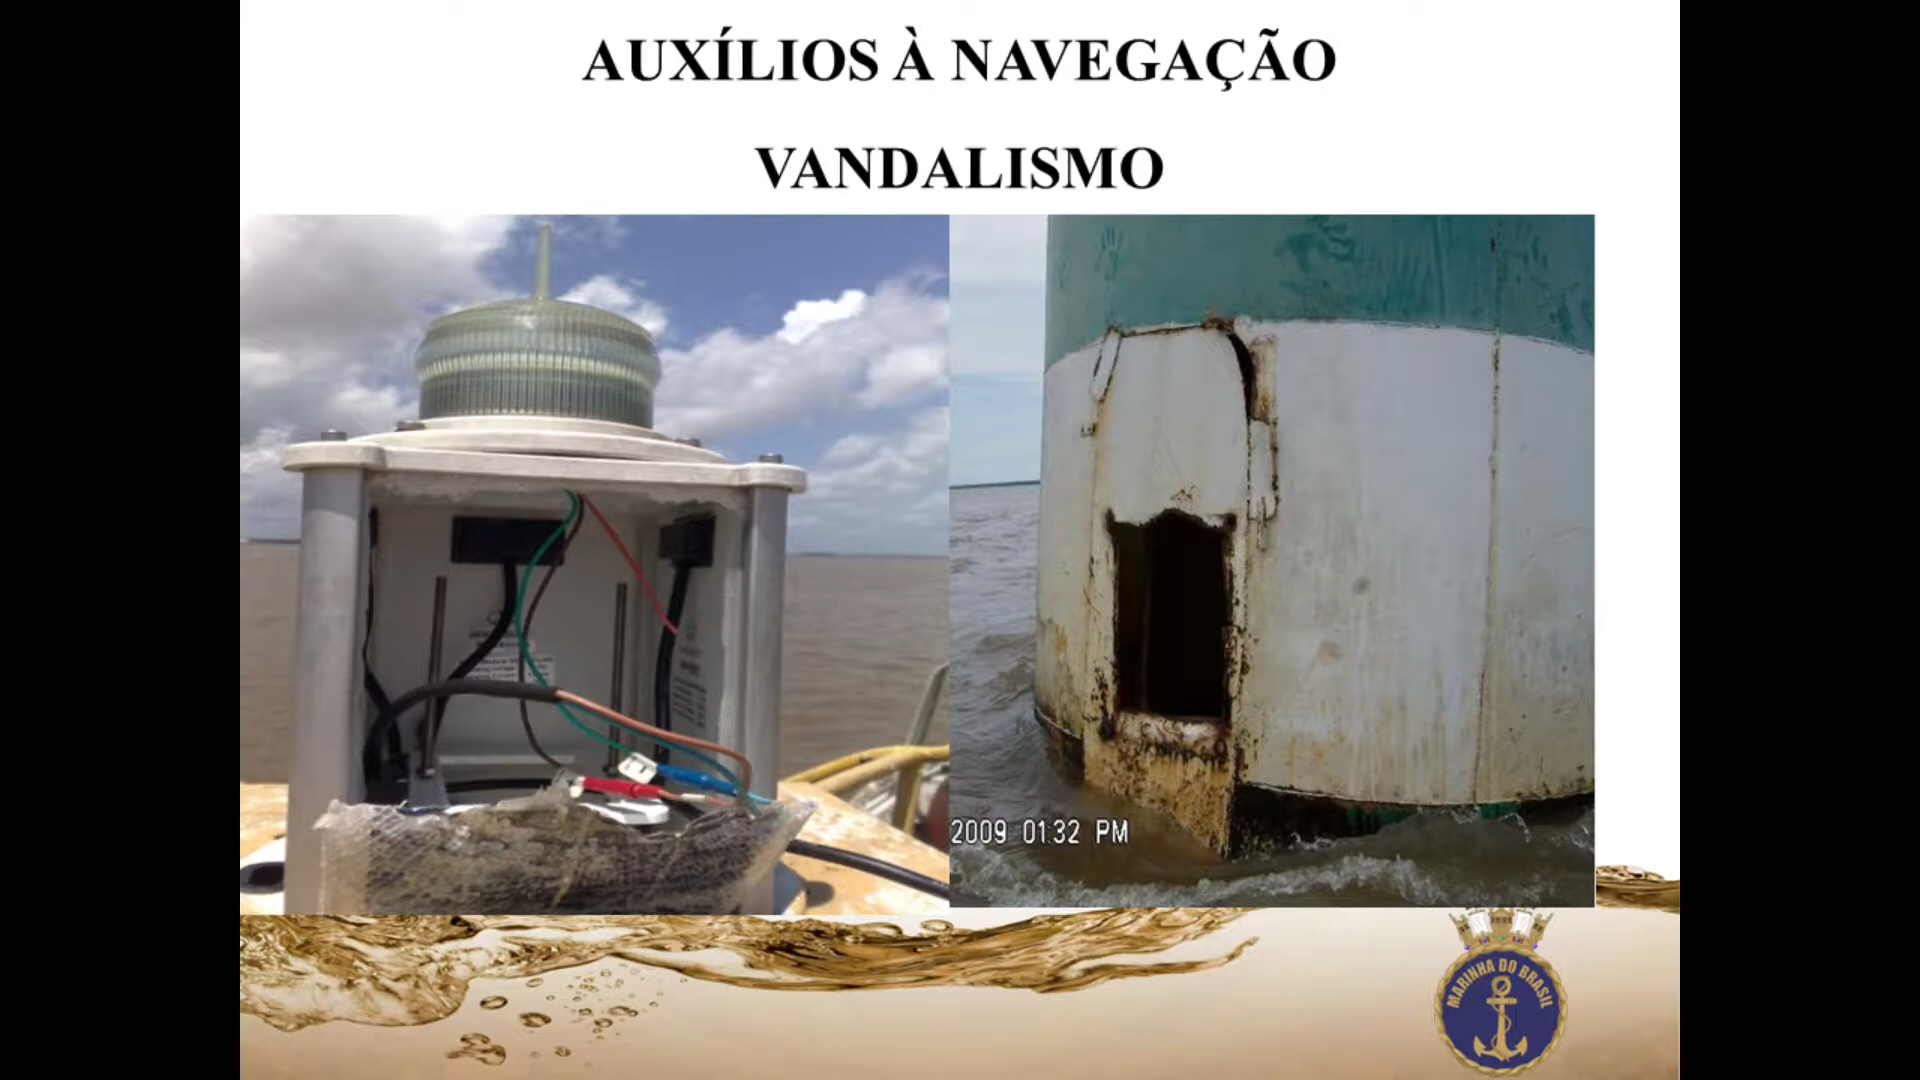 AUXÍLIOS À NAVEGAÇÃO
VANDALISMO
2009 01:32 PM
MARINHA DO BRASIL